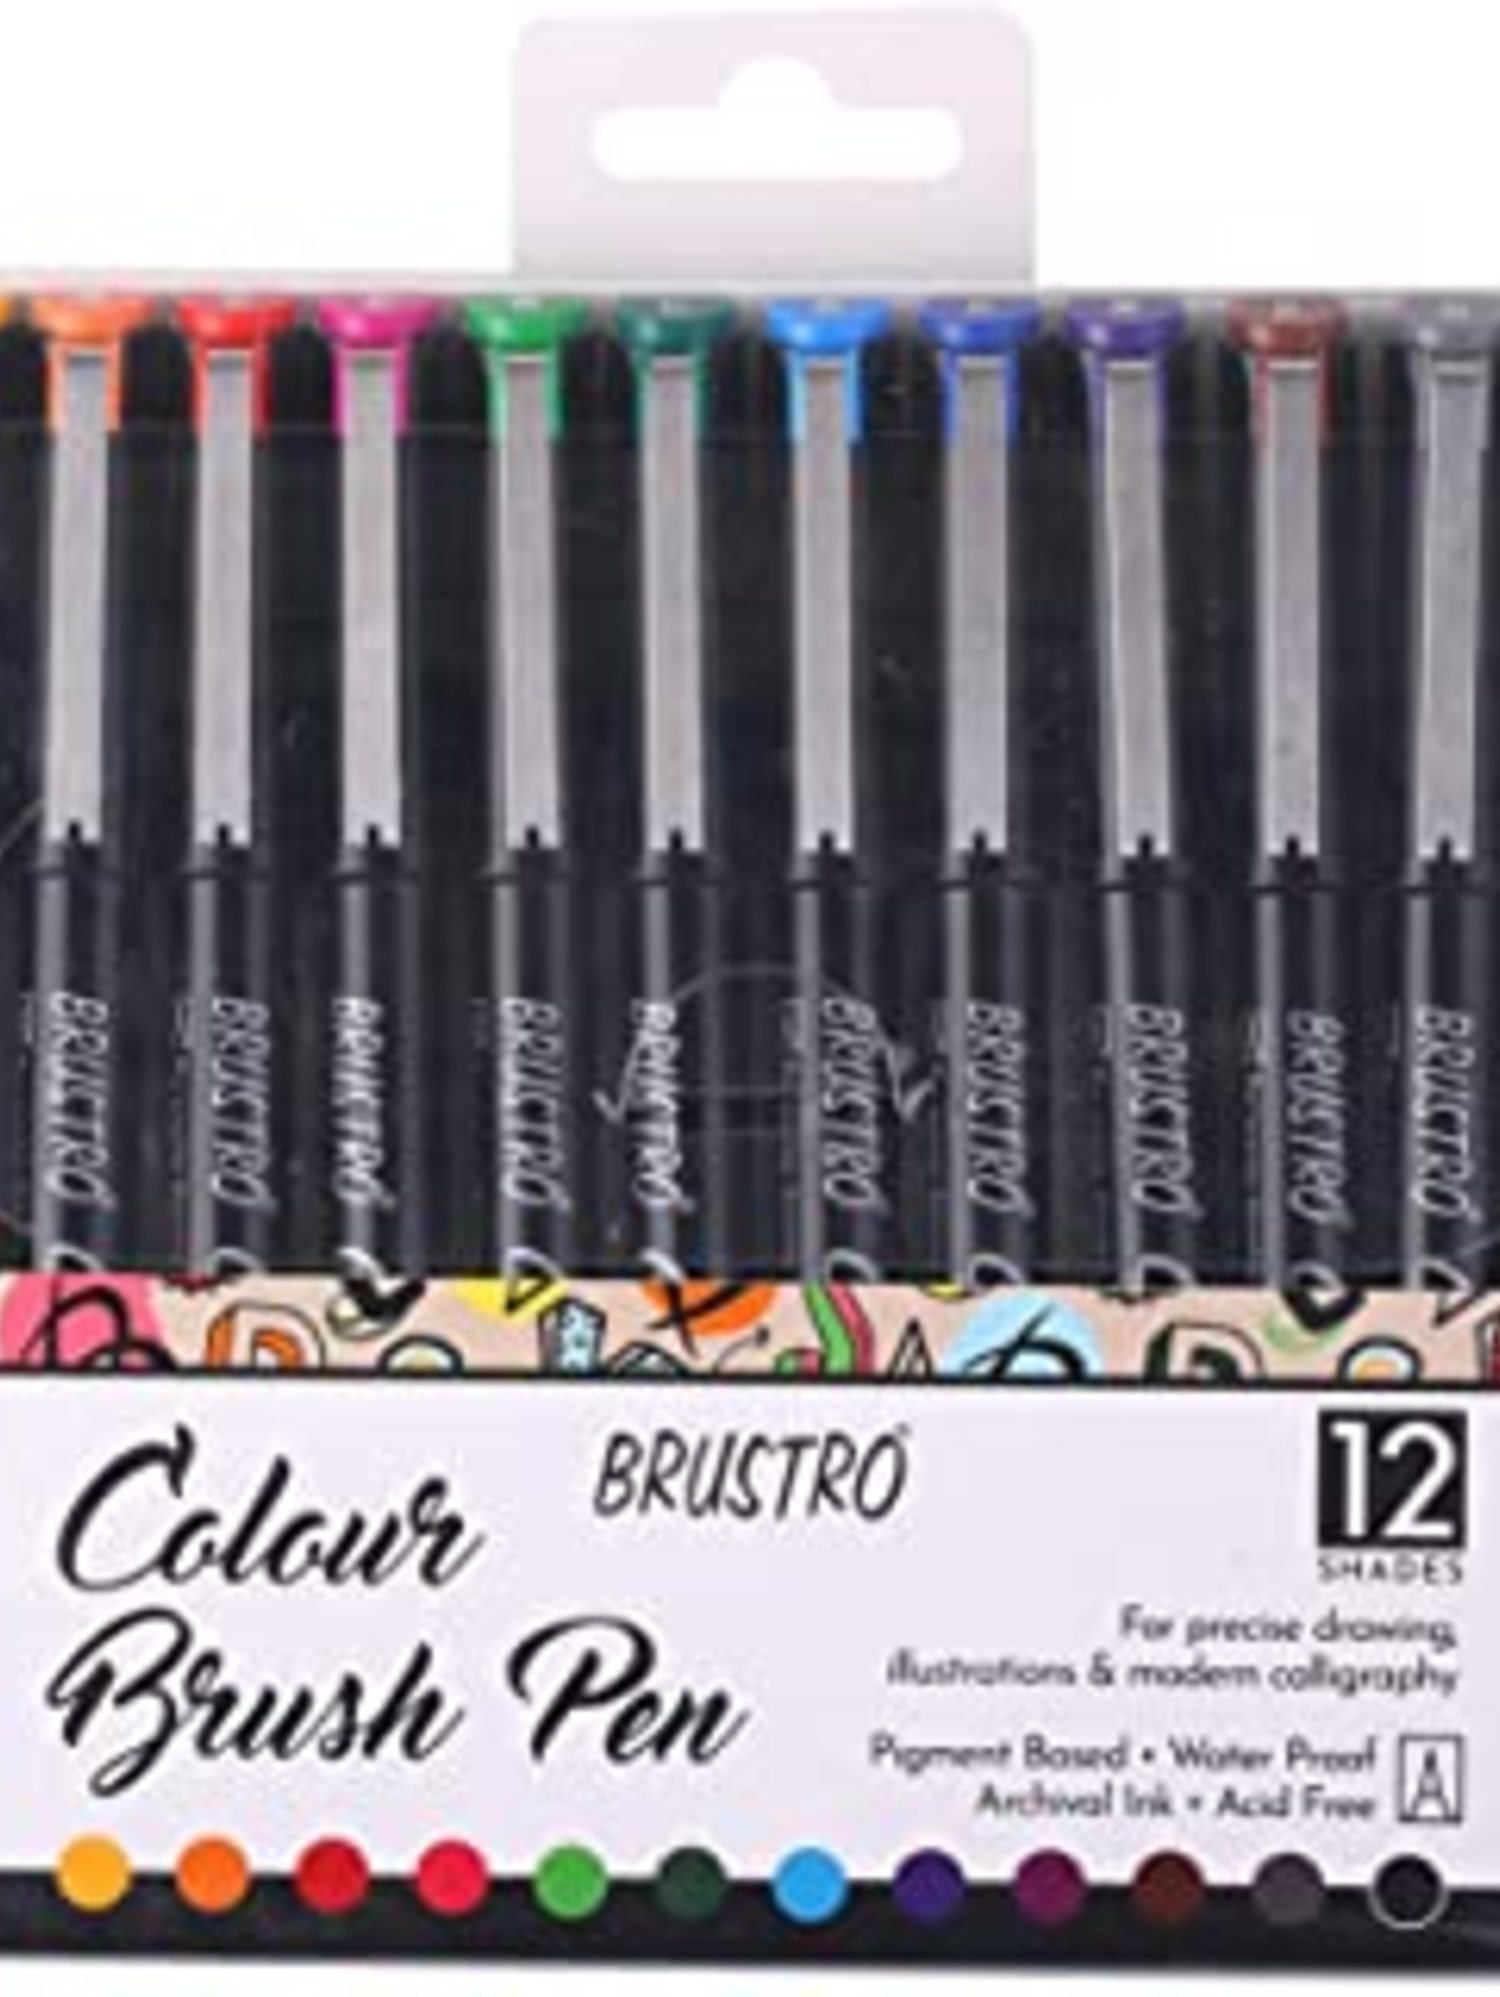 BRUSTRO
BRUSTRO
BRUSTRO
BRUSTRO
BRUSTRO
BRUSTRO
BRUSTRO
BRUSTRO
BRUSTRO
BRUSTRO
Colour
Brush Pen
BRUSTRO
12
SHADES
For precise drawing,
illustrations & modern calligraphy
Pigment Based • Water Proof
Archival Ink • Acid Free